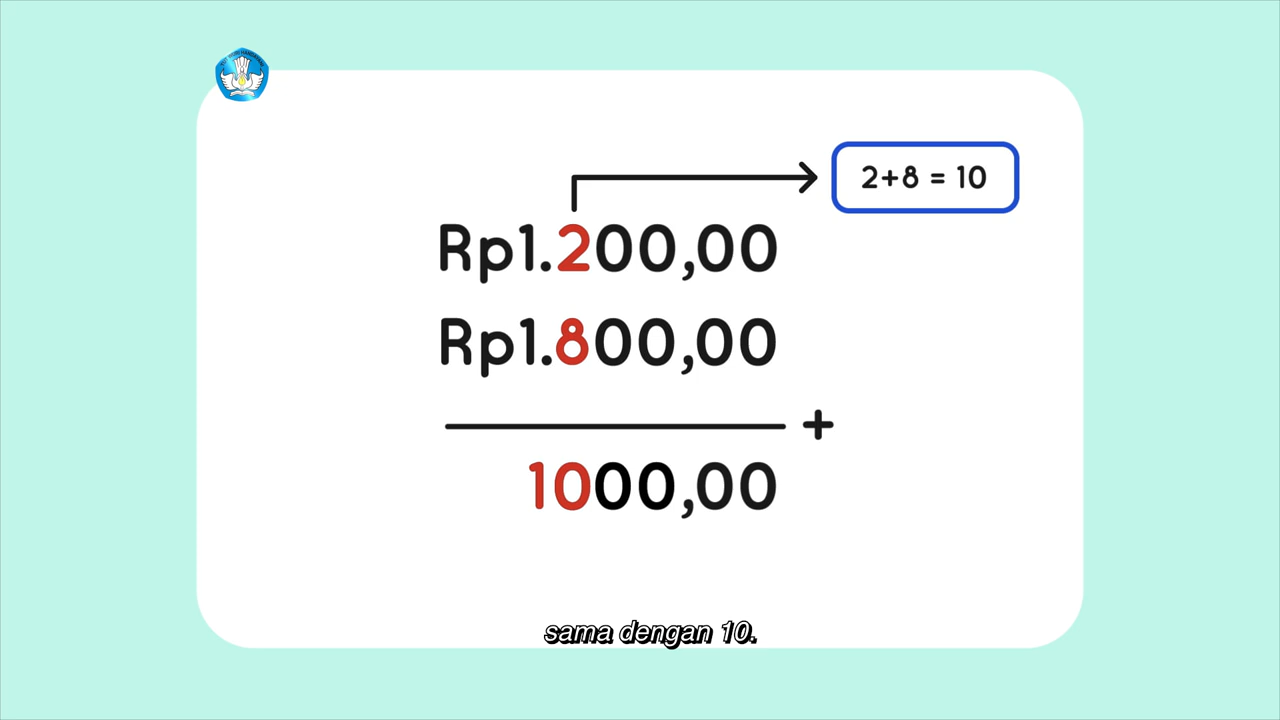 2+8 = 10
Rp1.200,00
Rp1.800,00
+
1000,00
sama dengan 10.